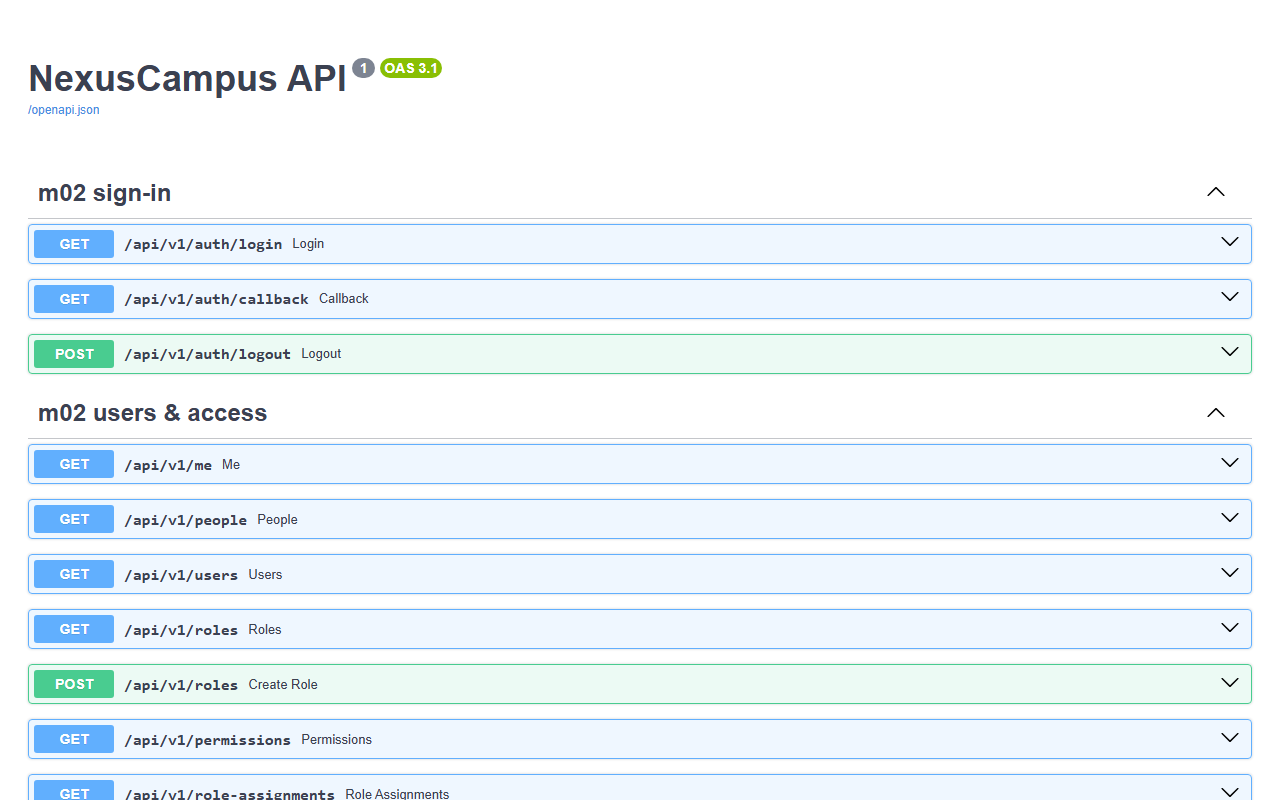 NexusCampus API 1 OAS 3.1
/openapi.json
m02 sign-in
GET /api/v1/auth/login Login
GET /api/v1/auth/callback Callback
POST /api/v1/auth/logout Logout
m02 users & access
GET /api/v1/me Me
GET /api/v1/people People
GET /api/v1/users Users
GET /api/v1/roles Roles
POST /api/v1/roles Create Role
GET /api/v1/permissions Permissions
GET /api/v1/role-assignments Role Assignments